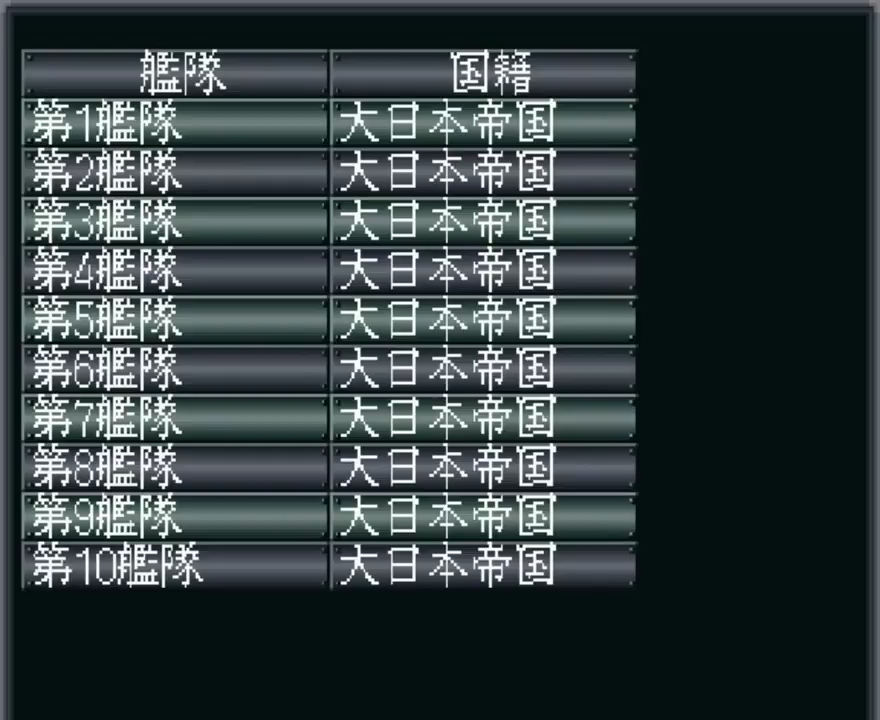 艦隊 国籍
第1艦隊 大日本帝国
第2艦隊 大日本帝国
第3艦隊 大日本帝国
第4艦隊 大日本帝国
第5艦隊 大日本帝国
第6艦隊 大日本帝国
第7艦隊 大日本帝国
第8艦隊 大日本帝国
第9艦隊 大日本帝国
第10艦隊 大日本帝国